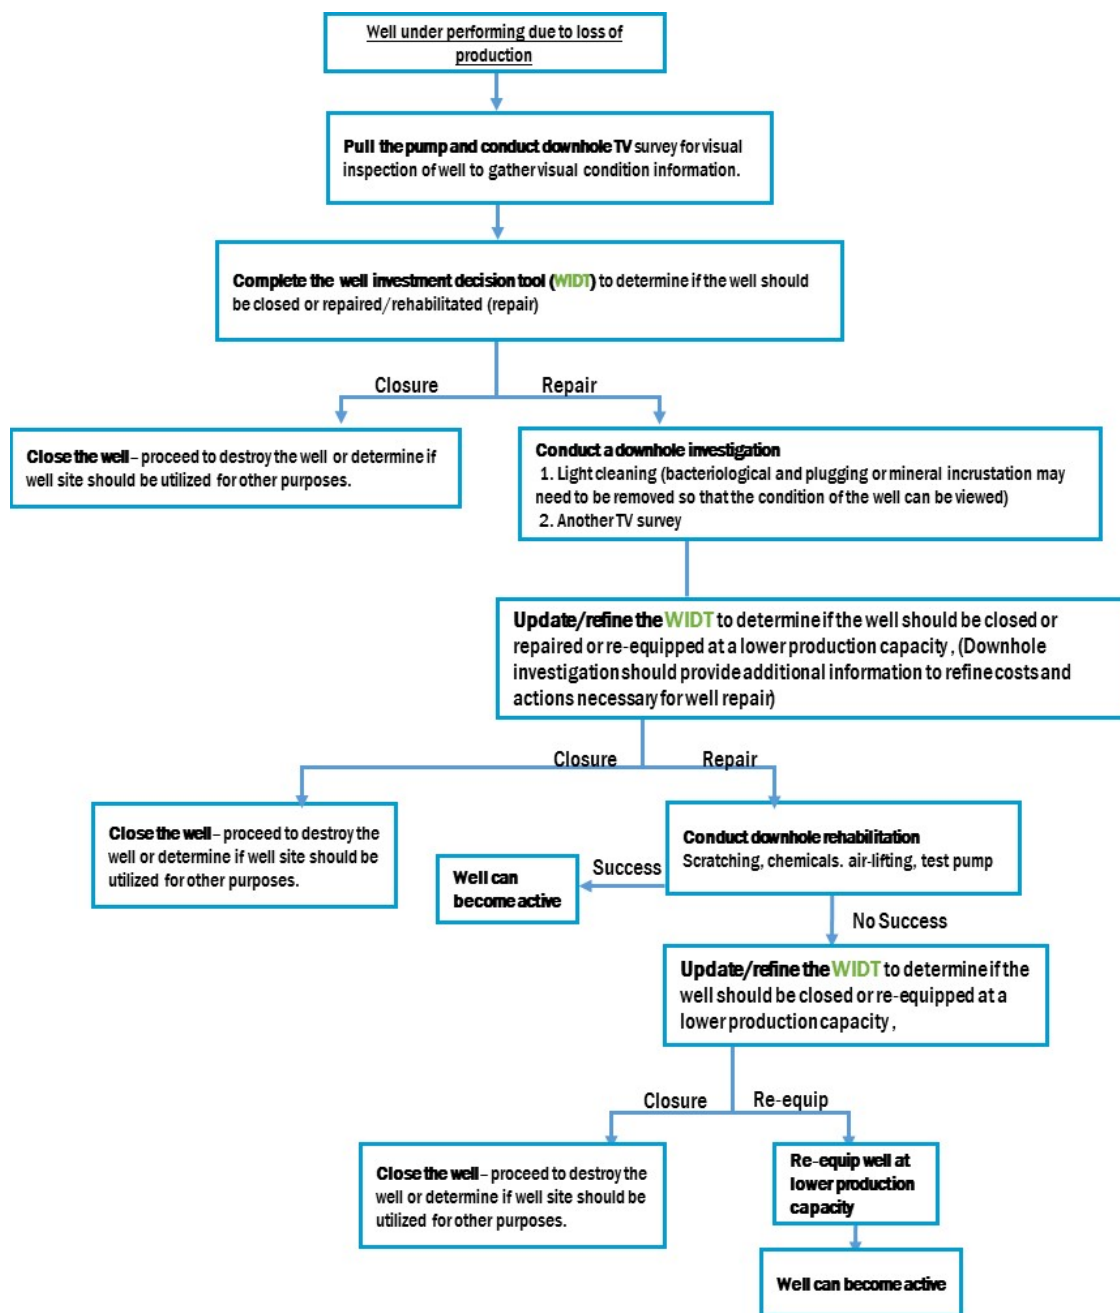 Well under performing due to loss of
production
Pull the pump and conduct downhole TV survey for visual
inspection of well to gather visual condition information.
Complete the well investment decision tool (WIDT) to determine if the well should
be closed or repaired/rehabilitated (repair)
Closure
Repair
Close the well – proceed to destroy the well or determine if
well site should be utilized for other purposes.
Conduct a downhole investigation
1. Light cleaning (bacteriological and plugging or mineral incrustation may
need to be removed so that the condition of the well can be viewed)
2. Another TV survey
Update/refine the WIDT to determine if the well should be closed or
repaired or re-equipped at a lower production capacity , (Downhole
investigation should provide additional information to refine costs and
actions necessary for well repair)
Closure
Repair
Close the well – proceed to destroy the
well or determine if well site should be
utilized for other purposes.
Conduct downhole rehabilitation
Scratching, chemicals. air-lifting, test pump
Success
Well can
become active
No Success
Update/refine the WIDT to determine if the
well should be closed or re-equipped at a
lower production capacity ,
Closure
Re-equip
Close the well – proceed to destroy the
well or determine if well site should be
utilized for other purposes.
Re-equip well at
lower production
capacity
Well can become active